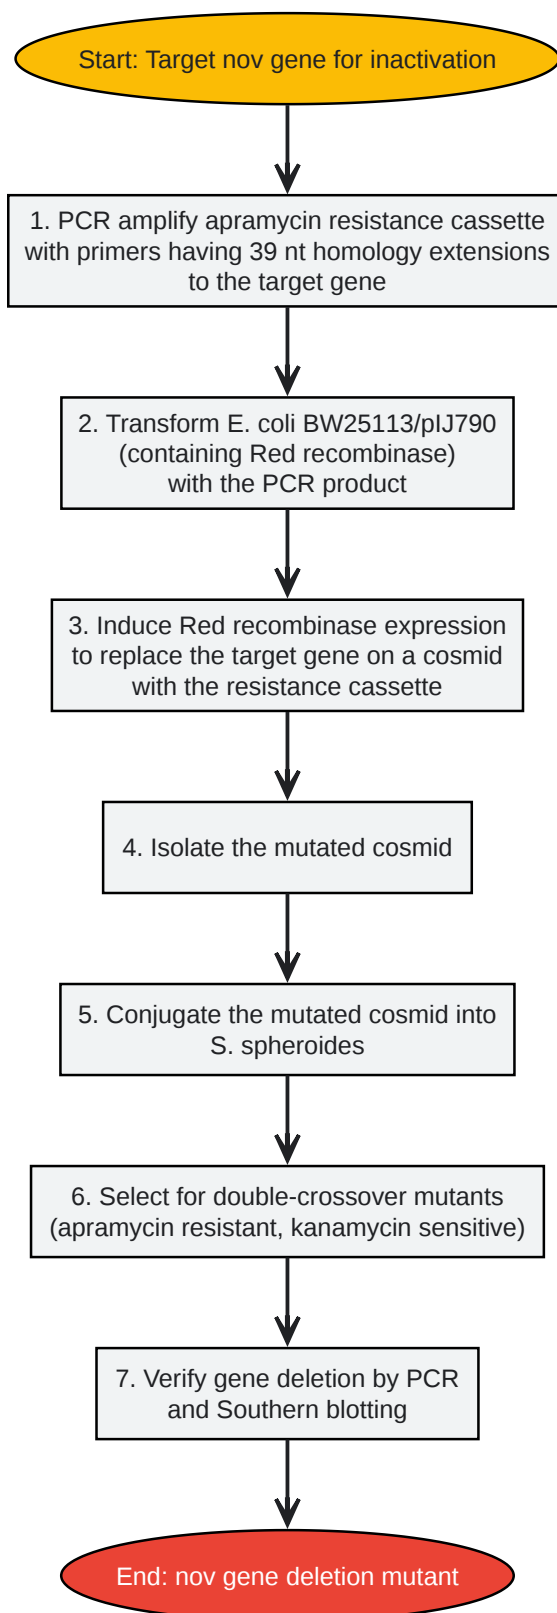 Start: Target nov gene for inactivation
1. PCR amplify apramycin resistance cassette
with primers having 39 nt homology extensions
to the target gene
2. Transform E. coli BW25113/pIJ790
(containing Red recombinase)
with the PCR product
3. Induce Red recombinase expression
to replace the target gene on a cosmid
with the resistance cassette
4. Isolate the mutated cosmid
5. Conjugate the mutated cosmid into
S. spheroides
6. Select for double-crossover mutants
(apramycin resistant, kanamycin sensitive)
7. Verify gene deletion by PCR
and Southern blotting
End: nov gene deletion mutant